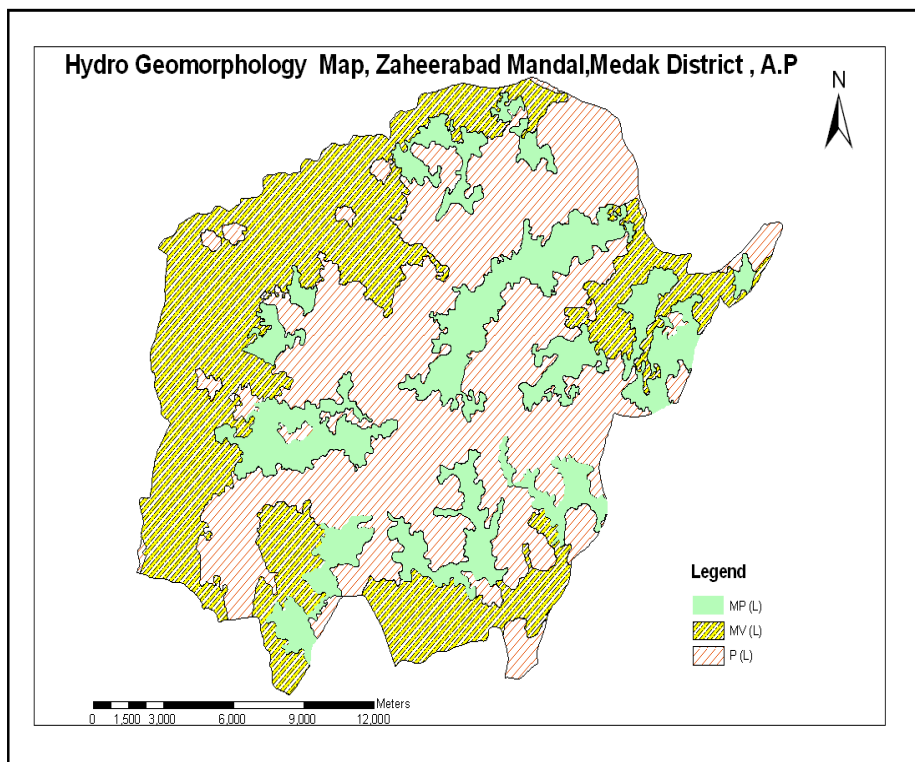 Hydro Geomorphology Map, Zaheerabad Mandal,Medak District , A.P
N
Legend
MP (L)
MV (L)
P (L)
Meters
0 1,500 3,000 6,000 9,000 12,000